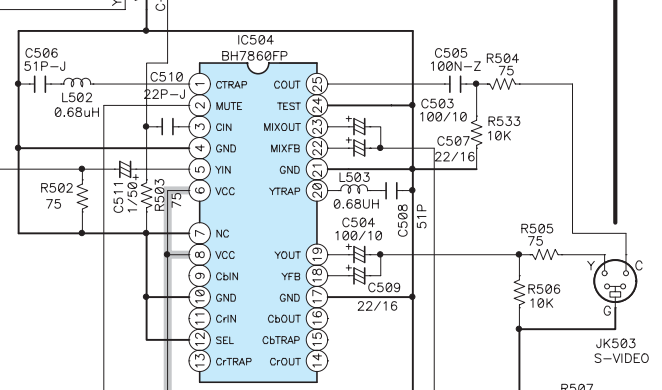 IC504
BH7860FP
C506
51P-J
L502
0.68uH
C510
22P-J
C505
100N-Z
R504
75
C503
100/10
R533
10K
C507
22/16
1 CTRAP COUT 25
2 MUTE TEST 24
3 CIN MIXOUT 23
4 GND MIXFB 22
5 YIN GND 21
6 VCC YTRAP 20
7 NC
8 VCC YOUT 19
9 CbIN YFB 18
10 GND GND 17
11 CrIN CbOUT 16
12 SEL CbTRAP 15
13 CrTRAP CrOUT 14
R502
75
C511
1/50
R503
75
L503
0.68UH
C508
51P
C504
100/10
C509
22/16
R505
75
R506
10K
Y C
G
JK503
S-VIDEO
R507